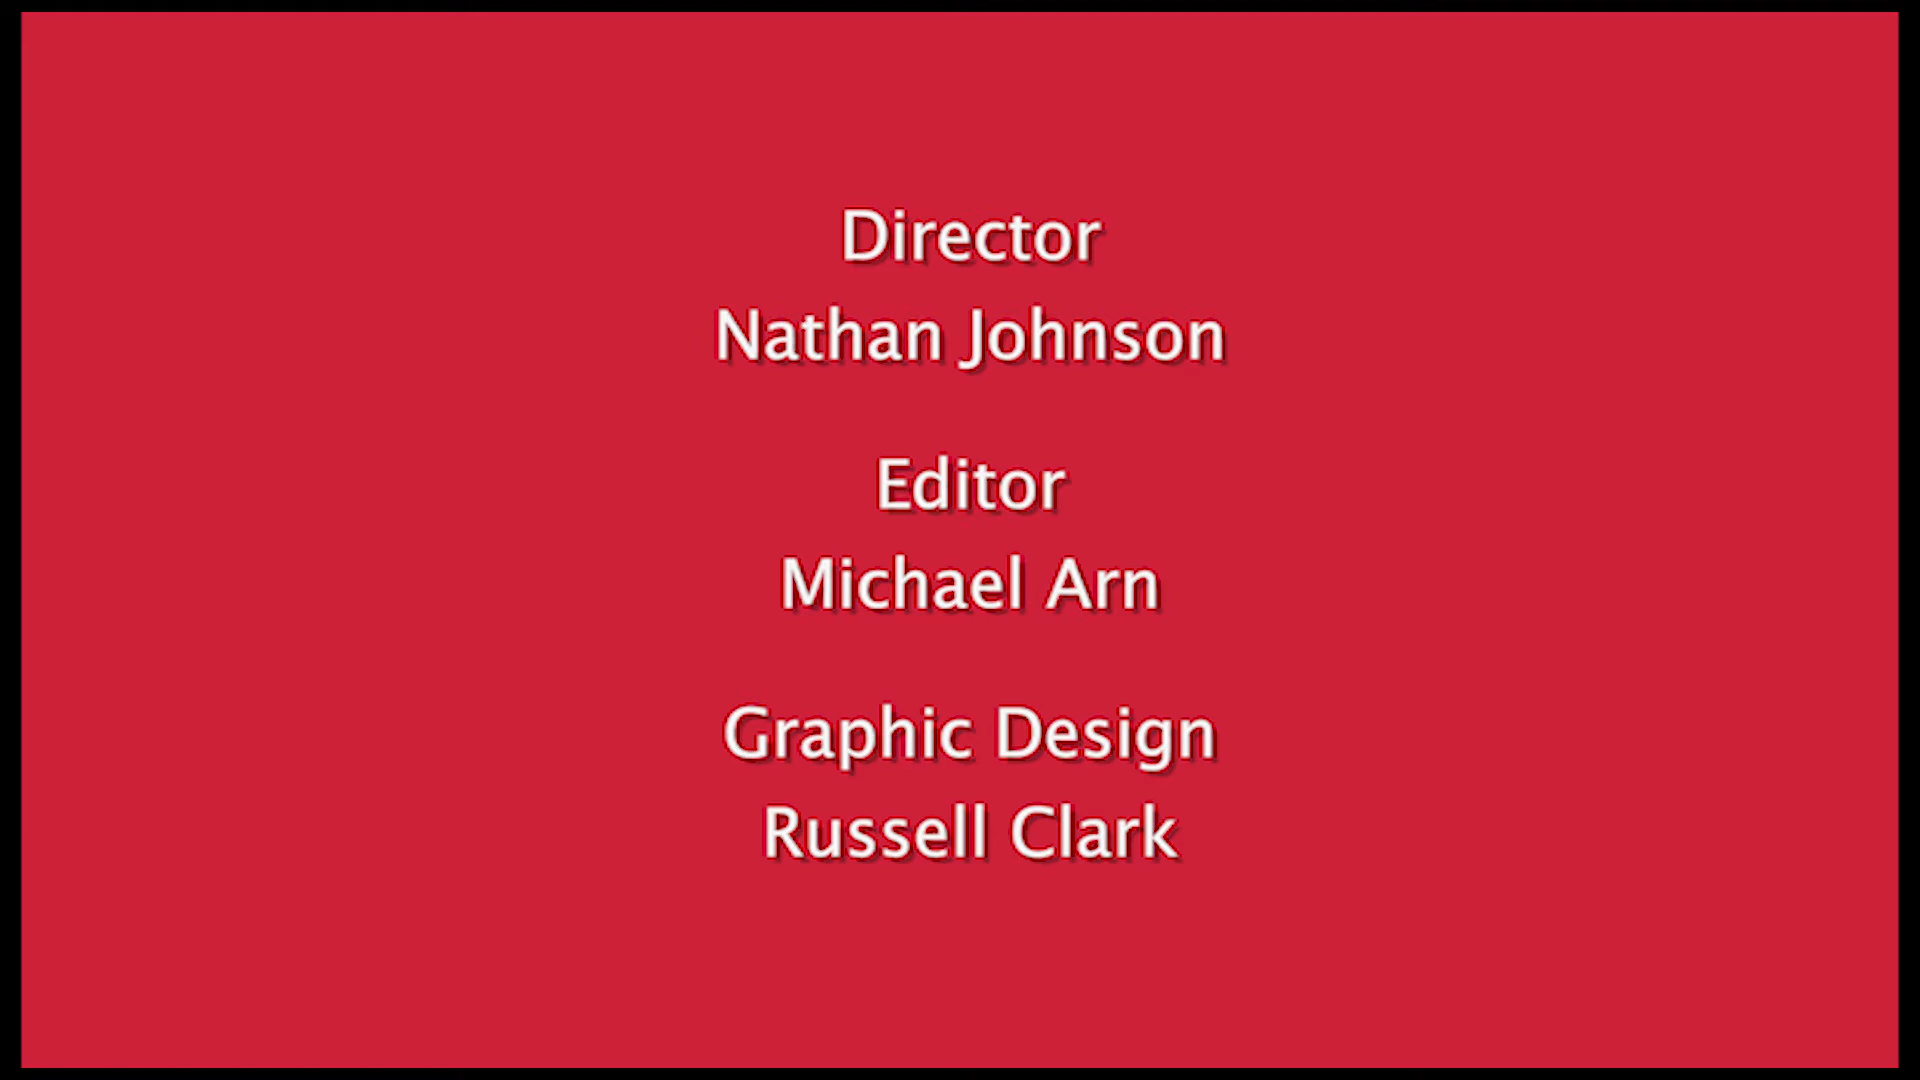 Director
Nathan Johnson
Editor
Michael Arn
Graphic Design
Russell Clark